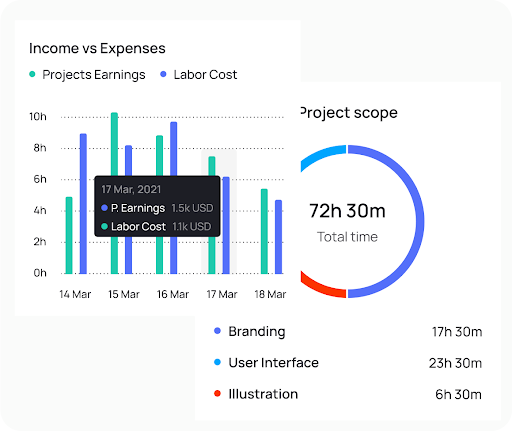 Income vs Expenses
Projects Earnings Labor Cost
10h
8h
6h
4h
2h
0h
17 Mar, 2021
P. Earnings 1.5k USD
Labor Cost 1.1k USD
14 Mar 15 Mar 16 Mar 17 Mar 18 Mar
Project scope
72h 30m
Total time
Branding 17h 30m
User Interface 23h 30m
Illustration 6h 30m